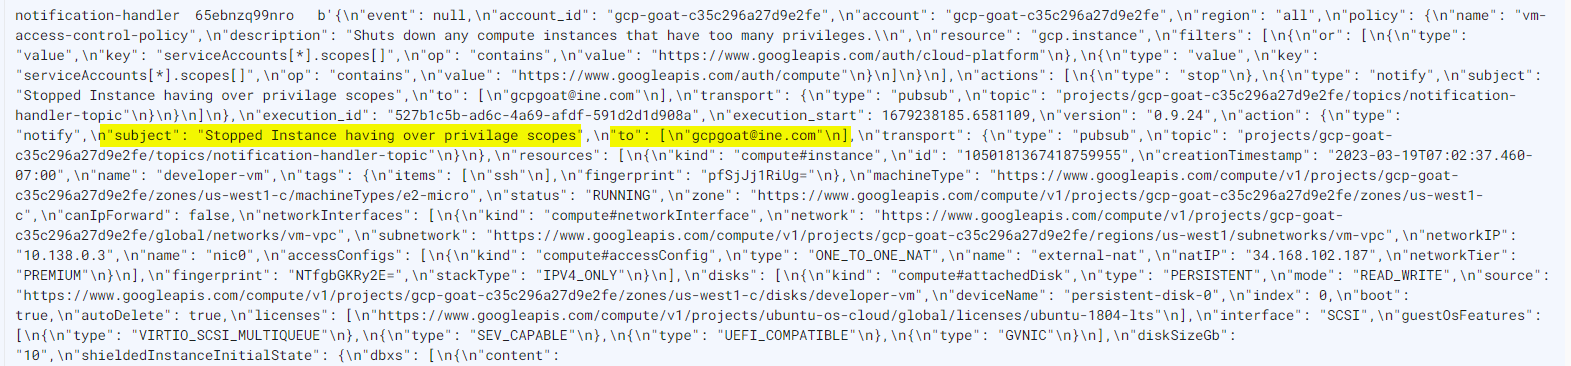 notification-handler  65ebnzq99nro   b'{\n"event": null,\n"account_id": "gcp-goat-c35c296a27d9e2fe",\n"account": "gcp-goat-c35c296a27d9e2fe",\n"region": "all",\n"policy": {\n"name": "vm-
access-control-policy",\n"description": "Shuts down any compute instances that have too many privileges.\\n",\n"resource": "gcp.instance",\n"filters": [\n{\n"or": [\n{\n"type":
"value",\n"key": "serviceAccounts[*].scopes[]",\n"op": "contains",\n"value": "https://www.googleapis.com/auth/cloud-platform"\n},\n{\n"type": "value",\n"key":
"serviceAccounts[*].scopes[]",\n"op": "contains",\n"value": "https://www.googleapis.com/auth/compute"\n}\n]\n}\n],\n"actions": [\n{\n"type": "stop"\n},\n{\n"type": "notify",\n"subject":
"Stopped Instance having over privilage scopes",\n"to": [\n"gcpgoat@ine.com"\n],\n"transport": {\n"type": "pubsub",\n"topic": "projects/gcp-goat-c35c296a27d9e2fe/topics/notification-
handler-topic"\n}\n}\n]\n},\n"execution_id": "527b1c5b-ad6c-4a69-afdf-591d2d1d908a",\n"execution_start": 1679238185.6581109,\n"version": "0.9.24",\n"action": {\n"type":
"notify",\n"subject": "Stopped Instance having over privilage scopes",\n"to": [\n"gcpgoat@ine.com"\n],\n"transport": {\n"type": "pubsub",\n"topic": "projects/gcp-goat-
c35c296a27d9e2fe/topics/notification-handler-topic"\n}\n},\n"resources": [\n{\n"kind": "compute#instance",\n"id": "1050181367418759955",\n"creationTimestamp": "2023-03-19T07:02:37.460-
07:00",\n"name": "developer-vm",\n"tags": {\n"items": [\n"ssh"\n],\n"fingerprint": "pfSjJj1RiUg="\n},\n"machineType": "https://www.googleapis.com/compute/v1/projects/gcp-goat-
c35c296a27d9e2fe/zones/us-west1-c/machineTypes/e2-micro",\n"status": "RUNNING",\n"zone": "https://www.googleapis.com/compute/v1/projects/gcp-goat-c35c296a27d9e2fe/zones/us-west1-
c",\n"canIpForward": false,\n"networkInterfaces": [\n{\n"kind": "compute#networkInterface",\n"network": "https://www.googleapis.com/compute/v1/projects/gcp-goat-
c35c296a27d9e2fe/global/networks/vm-vpc",\n"subnetwork": "https://www.googleapis.com/compute/v1/projects/gcp-goat-c35c296a27d9e2fe/regions/us-west1/subnetworks/vm-vpc",\n"networkIP":
"10.138.0.3",\n"name": "nic0",\n"accessConfigs": [\n{\n"kind": "compute#accessConfig",\n"type": "ONE_TO_ONE_NAT",\n"name": "external-nat",\n"natIP": "34.168.102.187",\n"networkTier":
"PREMIUM"\n}\n],\n"fingerprint": "NTfgbGKRy2E=",\n"stackType": "IPV4_ONLY"\n}\n],\n"disks": [\n{\n"kind": "compute#attachedDisk",\n"type": "PERSISTENT",\n"mode": "READ_WRITE",\n"source":
"https://www.googleapis.com/compute/v1/projects/gcp-goat-c35c296a27d9e2fe/zones/us-west1-c/disks/developer-vm",\n"deviceName": "persistent-disk-0",\n"index": 0,\n"boot":
true,\n"autoDelete": true,\n"licenses": [\n"https://www.googleapis.com/compute/v1/projects/ubuntu-os-cloud/global/licenses/ubuntu-1804-lts"\n],\n"interface": "SCSI",\n"guestOsFeatures":
[\n{\n"type": "VIRTIO_SCSI_MULTIQUEUE"\n},\n{\n"type": "SEV_CAPABLE"\n},\n{\n"type": "UEFI_COMPATIBLE"\n},\n{\n"type": "GVNIC"\n}\n],\n"diskSizeGb":
"10",\n"shieldedInstanceInitialState": {\n"dbxs": [\n{\n"content":